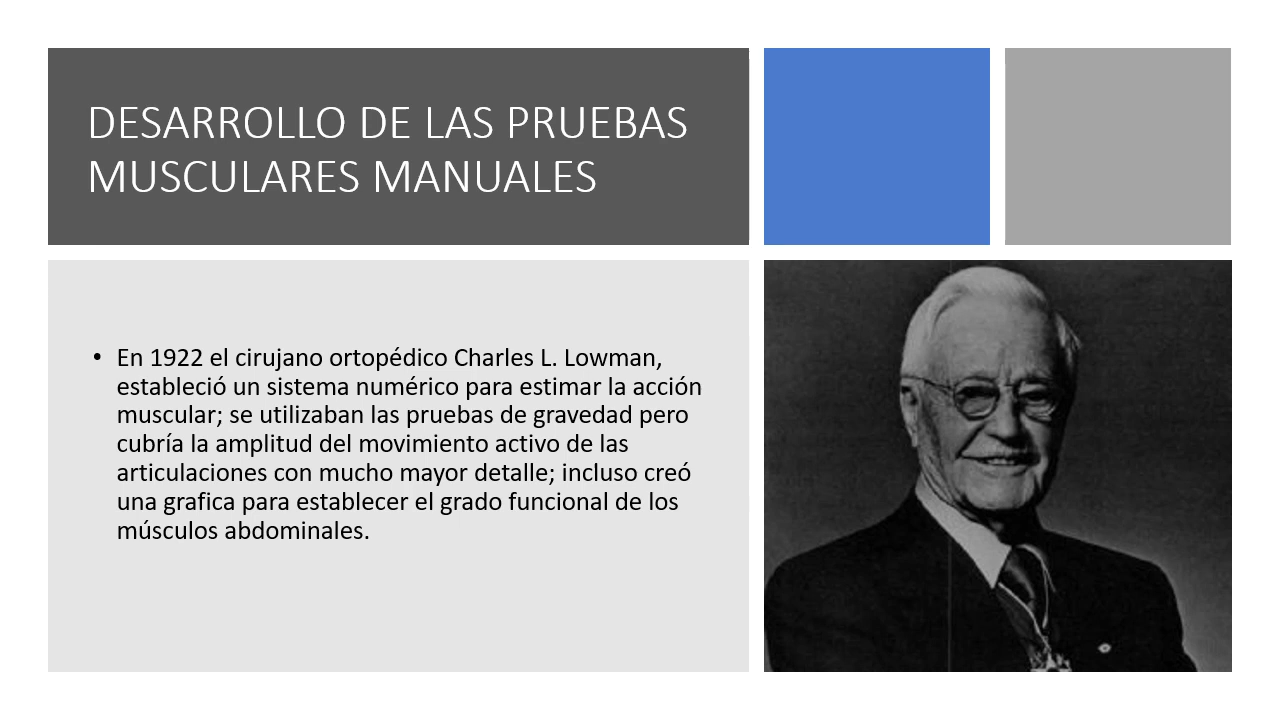 DESARROLLO DE LAS PRUEBAS
MUSCULARES MANUALES
• En 1922 el cirujano ortopédico Charles L. Lowman,
estableció un sistema numérico para estimar la acción
muscular; se utilizaban las pruebas de gravedad pero
cubría la amplitud del movimiento activo de las
articulaciones con mucho mayor detalle; incluso creó
una grafica para establecer el grado funcional de los
músculos abdominales.